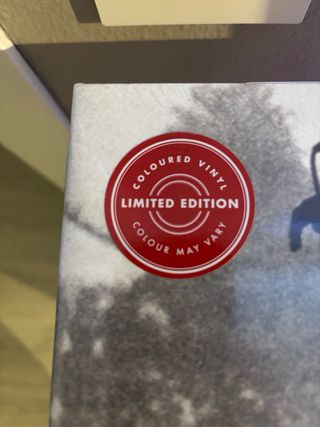 COLOURED VINYL
LIMITED EDITION
COLOUR MAY VARY